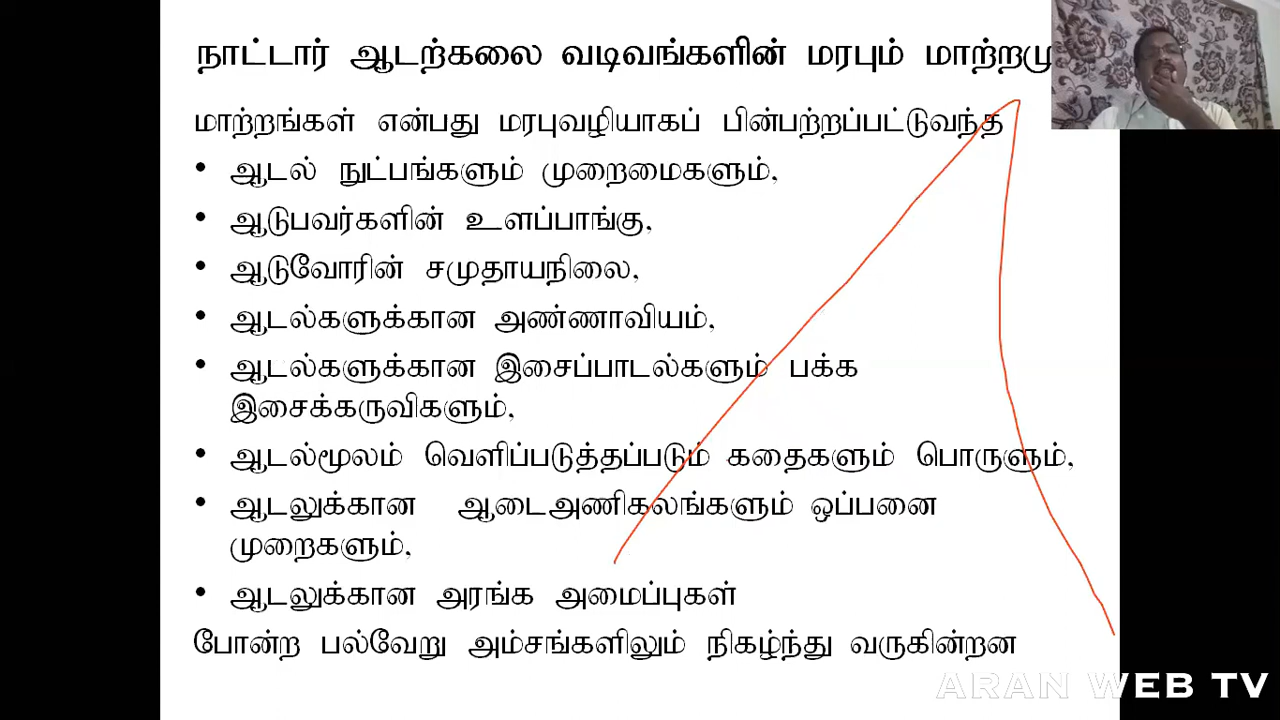 நாட்டார் ஆடற்கலை வடிவங்களின் மரபும்
மாற்றங்கள் என்பது மரபுவழியாகப் பின்பற்றப்பட்டுவந்த
• ஆடல் நுட்பங்களும் முறைமைகளும்,
• ஆடுபவர்களின் உளப்பாங்கு,
• ஆடுவோரின் சமுதாயநிலை,
• ஆடல்களுக்கான அண்ணாவியம்,
• ஆடல்களுக்கான இசைப்பாடல்களும் பக்க
இசைக்கருவிகளும்,
• ஆடல்மூலம் வெளிப்படுத்தப்படும் கதைகளும் பொருளும்,
• ஆடலுக்கான ஆடைஅணிகலங்களும் ஒப்பனை
முறைகளும்,
• ஆடலுக்கான அரங்க அமைப்புகள்
போன்ற பல்வேறு அம்சங்களிலும் நிகழ்ந்து வருகின்றன
ARAN WEB TV